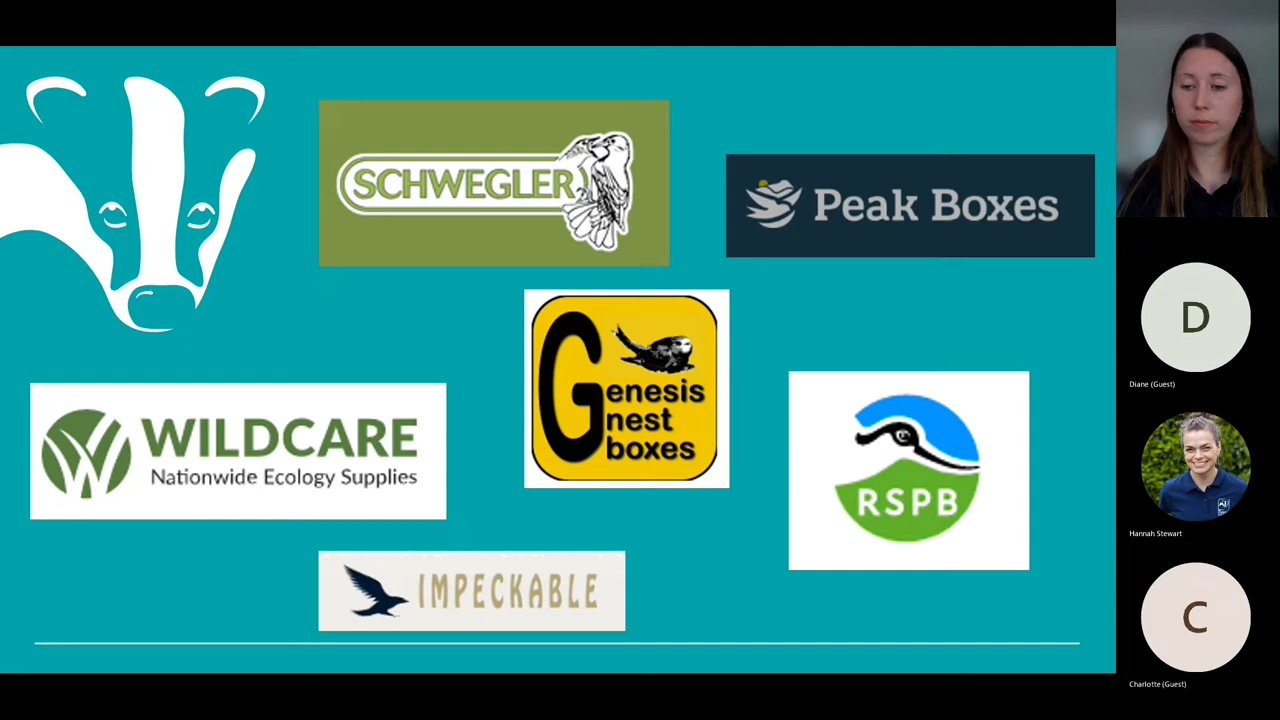 SCHWEGLER
Peak Boxes
Genesis
nest
boxes
WILDCARE
Nationwide Ecology Supplies
RSPB
IMPECKABLE
D
Diane (Guest)
Hannah Stewart
C
Charlotte (Guest)